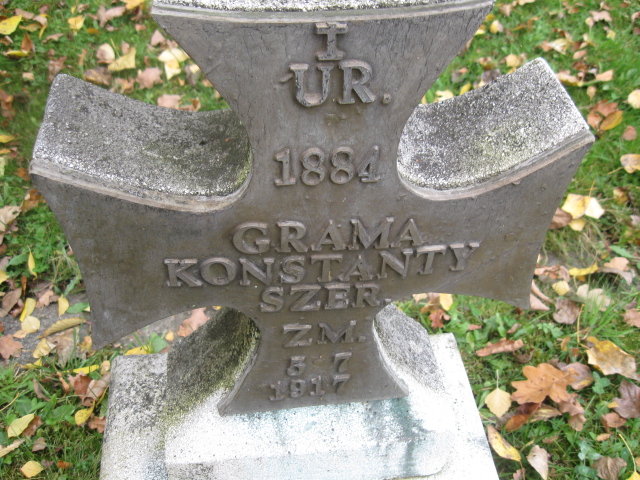 UR.
1884
GRAMA
KONSTANTY
SZER.
ZM.
5 7
1917